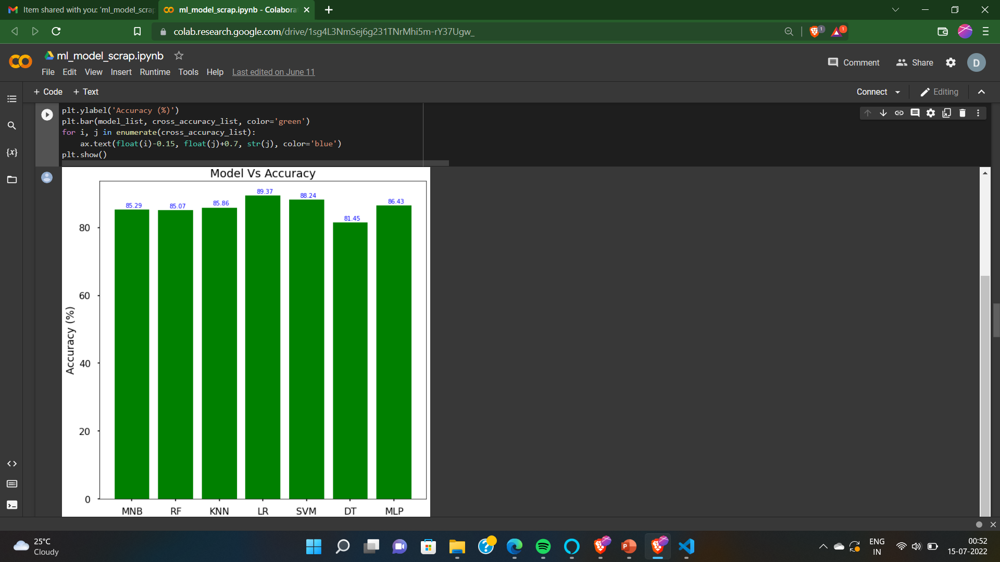 Item shared with you: 'ml_model_scrap
ml_model_scrap.ipynb - Colabora
colab.research.google.com/drive/1sg4L3NmSej6g231TNrMhi5m-rY37Ugw_
1
1
ml_model_scrap.ipynb
File Edit View Insert Runtime Tools Help Last edited on June 11
Comment
Share
D
+ Code + Text
Connect
Editing
{x}
plt.ylabel('Accuracy (%)')
plt.bar(model_list, cross_accuracy_list, color='green')
for i, j in enumerate(cross_accuracy_list):
    ax.text(float(i)-0.15, float(j)+0.7, str(j), color='blue')
plt.show()
Model Vs Accuracy
85.29 85.07 85.86 89.37 88.24 81.45 86.43
80
60
40
20
0
Accuracy (%)
MNB RF KNN LR SVM DT MLP
25°C
Cloudy
ENG
IN
00:52
15-07-2022